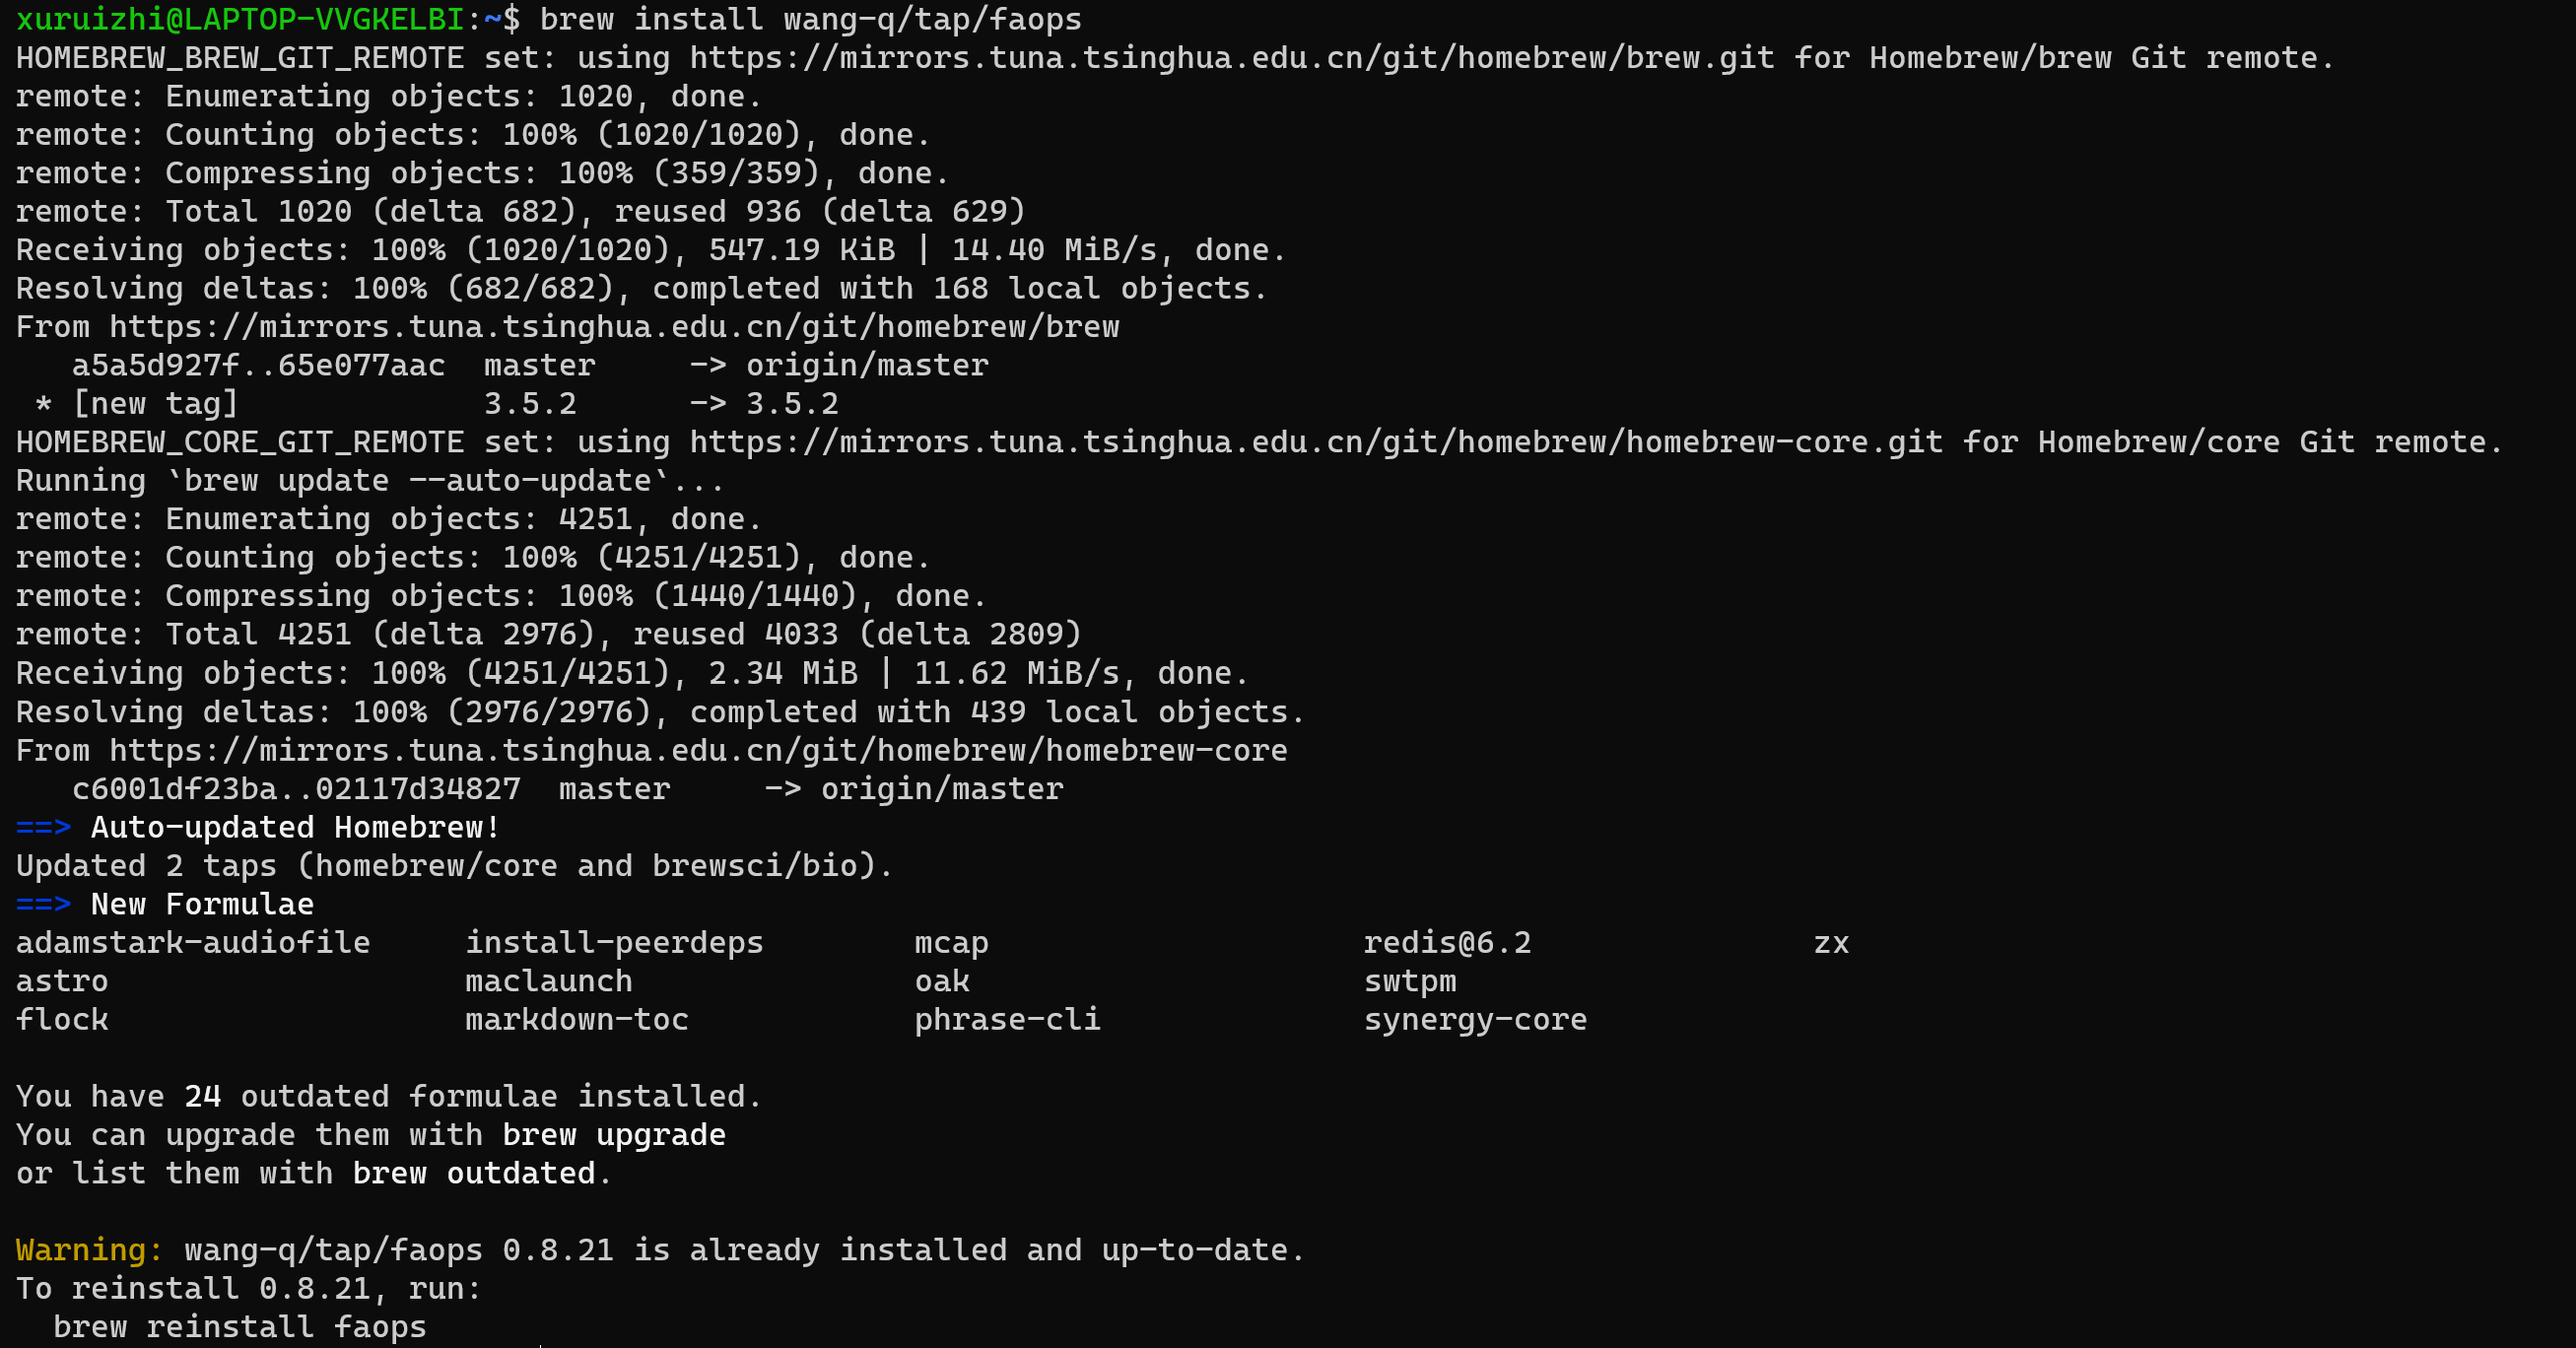 xuruizhi@LAPTOP-VVGKELBI:~$ brew install wang-q/tap/faops
HOMEBREW_BREW_GIT_REMOTE set: using https://mirrors.tuna.tsinghua.edu.cn/git/homebrew/brew.git for Homebrew/brew Git remote.
remote: Enumerating objects: 1020, done.
remote: Counting objects: 100% (1020/1020), done.
remote: Compressing objects: 100% (359/359), done.
remote: Total 1020 (delta 682), reused 936 (delta 629)
Receiving objects: 100% (1020/1020), 547.19 KiB | 14.40 MiB/s, done.
Resolving deltas: 100% (682/682), completed with 168 local objects.
From https://mirrors.tuna.tsinghua.edu.cn/git/homebrew/brew
   a5a5d927f..65e077aac  master     -> origin/master
 * [new tag]             3.5.2      -> 3.5.2
HOMEBREW_CORE_GIT_REMOTE set: using https://mirrors.tuna.tsinghua.edu.cn/git/homebrew/homebrew-core.git for Homebrew/core Git remote.
Running `brew update --auto-update`...
remote: Enumerating objects: 4251, done.
remote: Counting objects: 100% (4251/4251), done.
remote: Compressing objects: 100% (1440/1440), done.
remote: Total 4251 (delta 2976), reused 4033 (delta 2809)
Receiving objects: 100% (4251/4251), 2.34 MiB | 11.62 MiB/s, done.
Resolving deltas: 100% (2976/2976), completed with 439 local objects.
From https://mirrors.tuna.tsinghua.edu.cn/git/homebrew/homebrew-core
   c6001df23ba..02117d34827  master     -> origin/master
==> Auto-updated Homebrew!
Updated 2 taps (homebrew/core and brewsci/bio).
==> New Formulae
adamstark-audiofile     install-peerdeps        mcap                    redis@6.2               zx
astro                   maclaunch               oak                     swtpm
flock                   markdown-toc            phrase-cli              synergy-core
You have 24 outdated formulae installed.
You can upgrade them with brew upgrade
or list them with brew outdated.
Warning: wang-q/tap/faops 0.8.21 is already installed and up-to-date.
To reinstall 0.8.21, run:
  brew reinstall faops